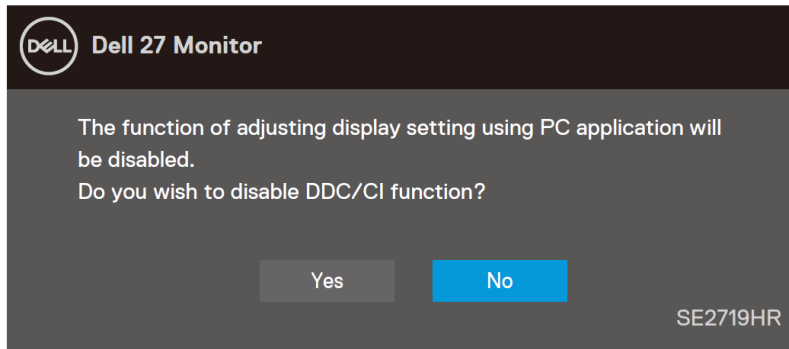 DELL
Dell 27 Monitor
The function of adjusting display setting using PC application will
be disabled.
Do you wish to disable DDC/CI function?
Yes
No
SE2719HR